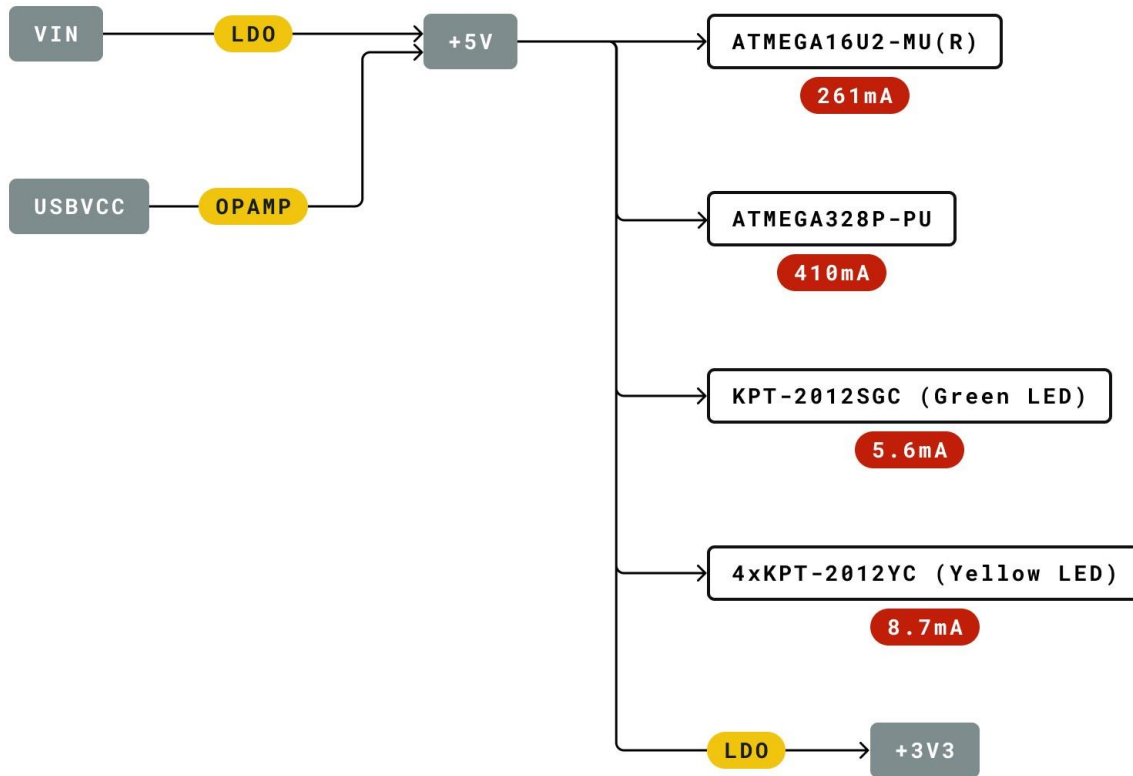 VIN
LDO
+5V
USBVCC
OPAMP
ATMEGA16U2-MU(R)
261mA
ATMEGA328P-PU
410mA
KPT-2012SGC (Green LED)
5.6mA
4xKPT-2012YC (Yellow LED)
8.7mA
LDO
+3V3